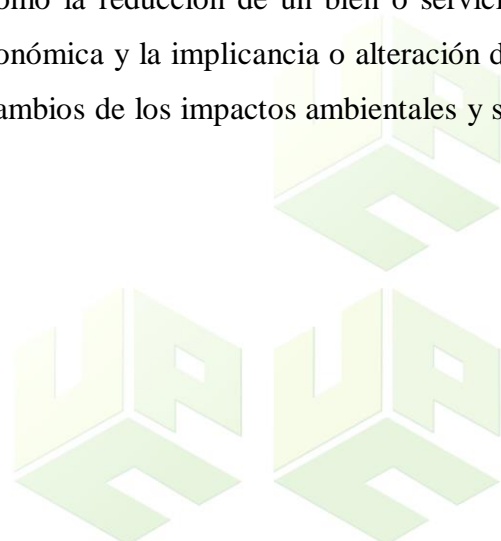 omo la reducción de un bien o servici
onómica y la implicancia o alteración d
ambios de los impactos ambientales y s